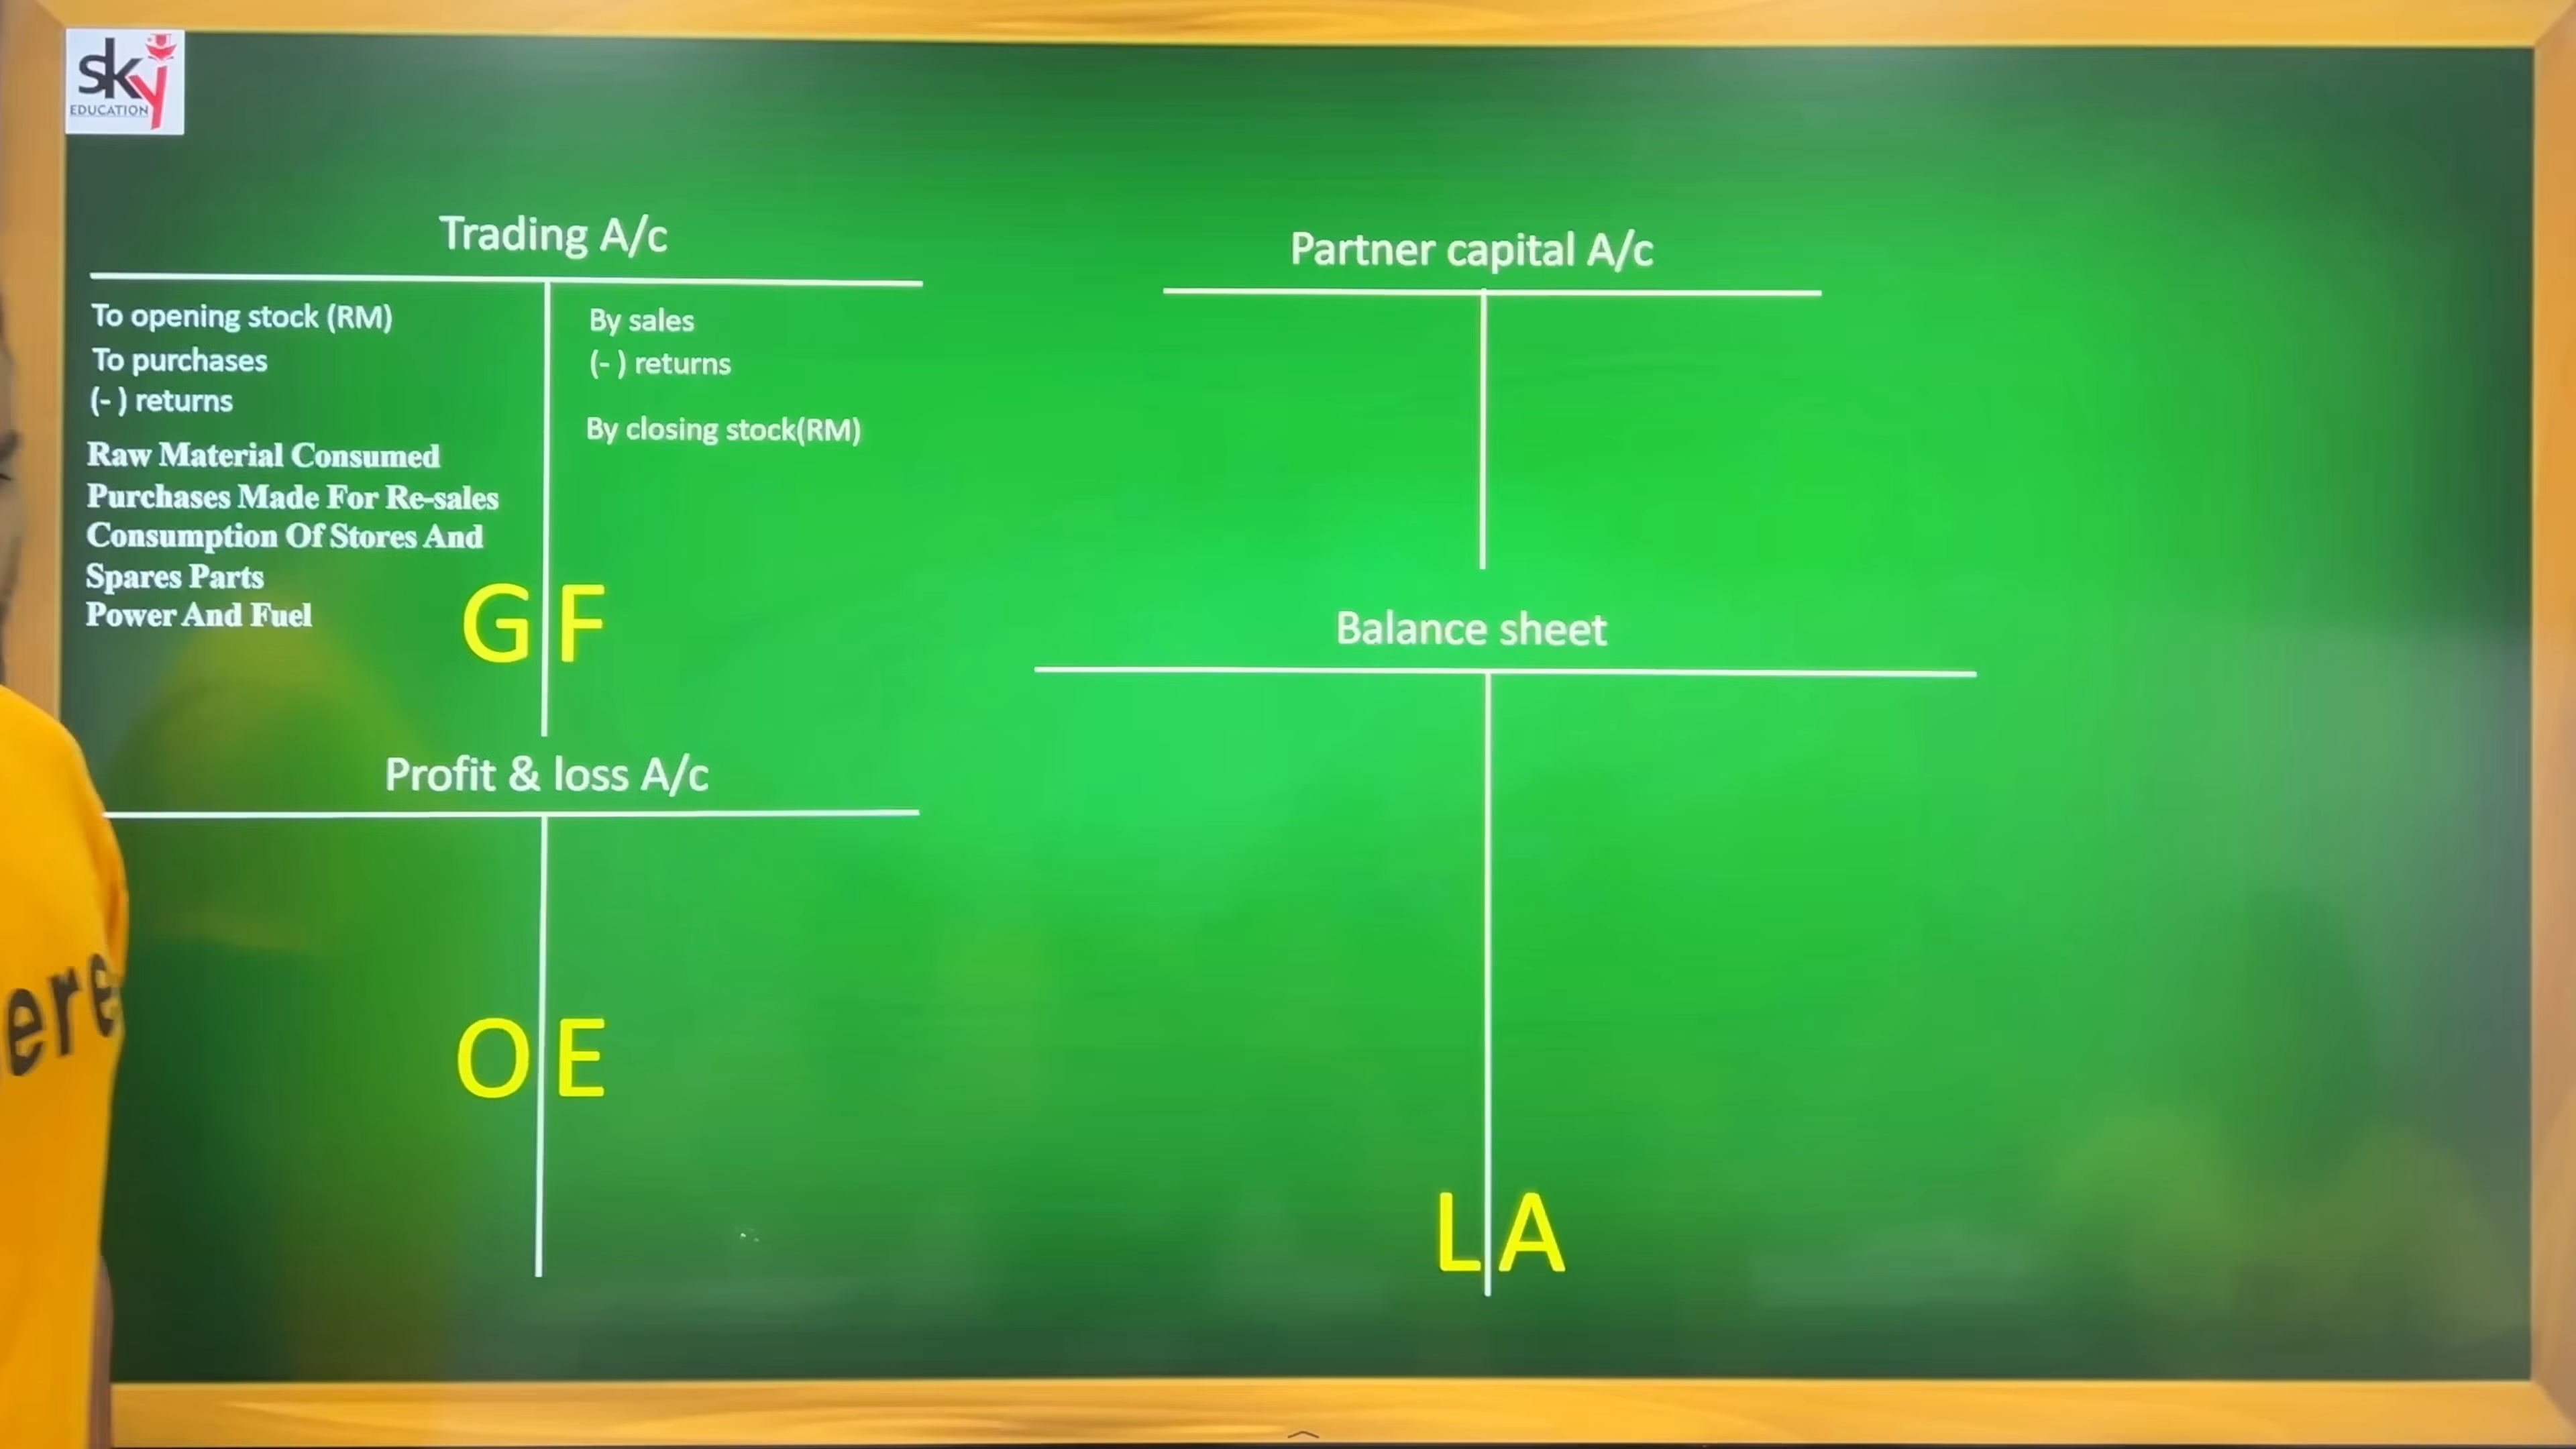 sky
EDUCATION
Trading A/c
To opening stock (RM)
To purchases
(- ) returns
Raw Material Consumed
Purchases Made For Re-sales
Consumption Of Stores And
Spares Parts
Power And Fuel
By sales
(- ) returns
By closing stock(RM)
G F
Profit & loss A/c
O E
Partner capital A/c
Balance sheet
L A
ere